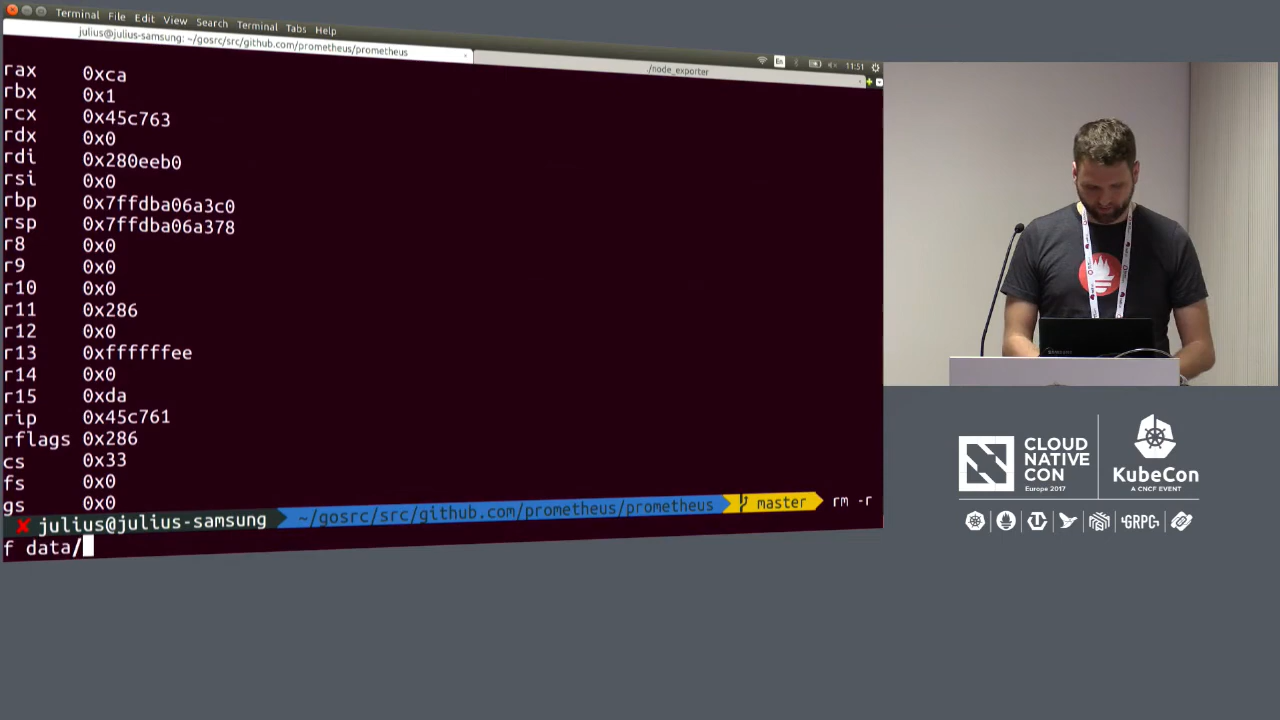 Terminal File Edit View Search Terminal Tabs Help
En 11:51
julius@julius-samsung: ~/gosrc/src/github.com/prometheus/prometheus
./node_exporter
rax 0xca
rbx 0x1
rcx 0x45c763
rdx 0x0
rdi 0x280eeb0
rsi 0x0
rbp 0x7ffdba06a3c0
rsp 0x7ffdba06a378
r8 0x0
r9 0x0
r10 0x0
r11 0x286
r12 0x0
r13 0xffffffee
r14 0x0
r15 0xda
rip 0x45c761
rflags 0x286
cs 0x33
fs 0x0
gs 0x0
✘ julius@julius-samsung ~/gosrc/src/github.com/prometheus/prometheus master rm -r
f data/
SAMSUNG
CLOUD
NATIVE
CON
Europe 2017
KubeCon
A CNCF EVENT
GRPC